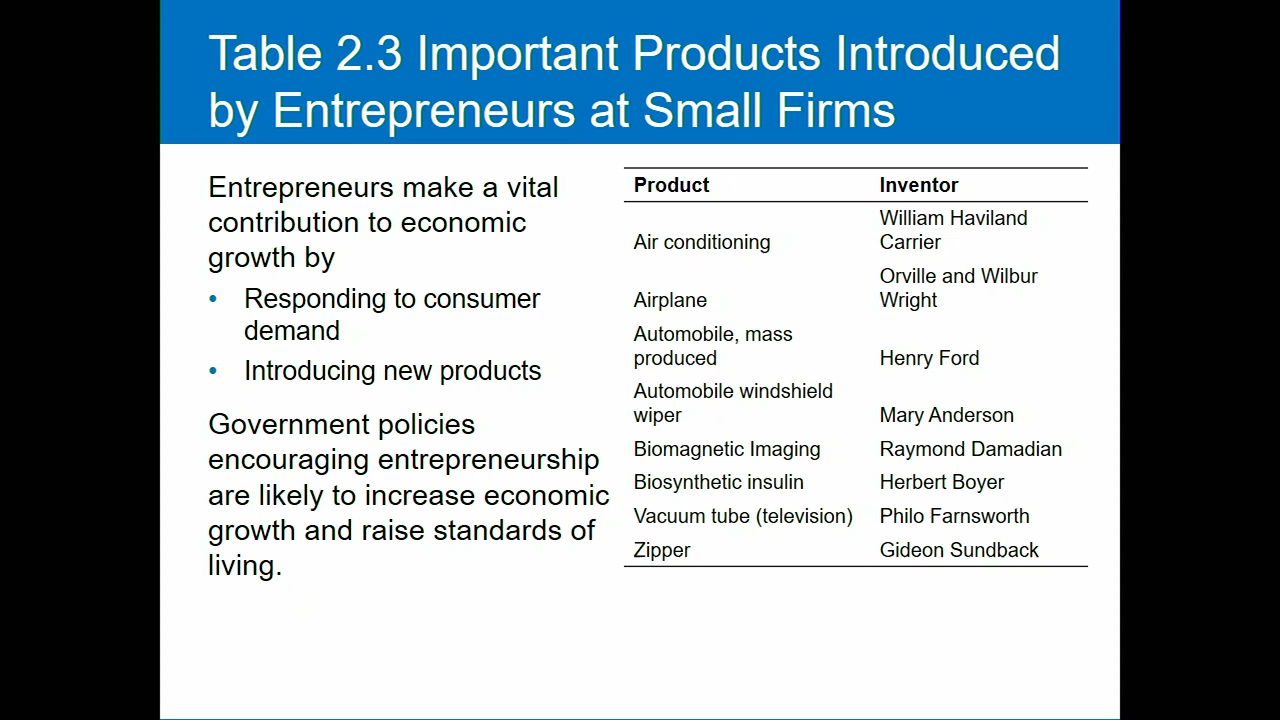 Table 2.3 Important Products Introduced
by Entrepreneurs at Small Firms
Entrepreneurs make a vital
contribution to economic
growth by
• Responding to consumer
demand
• Introducing new products
Government policies
encouraging entrepreneurship
are likely to increase economic
growth and raise standards of
living.
Product Inventor
William Haviland
Air conditioning Carrier
Orville and Wilbur
Airplane Wright
Automobile, mass
produced Henry Ford
Automobile windshield
wiper Mary Anderson
Biomagnetic Imaging Raymond Damadian
Biosynthetic insulin Herbert Boyer
Vacuum tube (television) Philo Farnsworth
Zipper Gideon Sundback